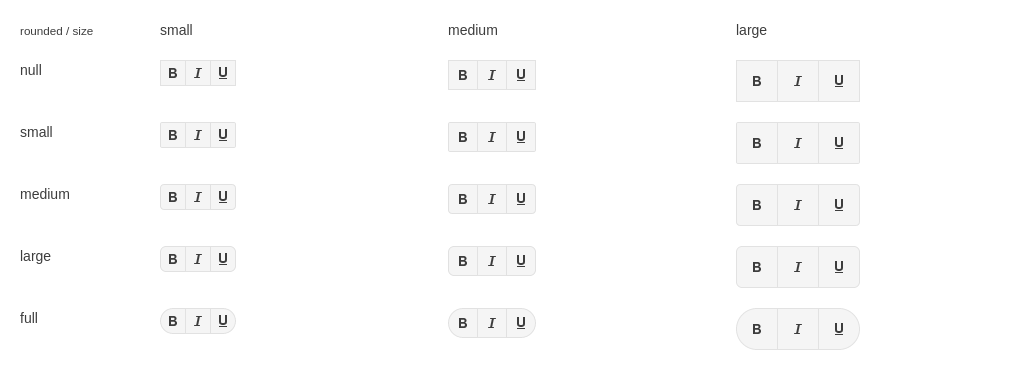 rounded / size small medium large
null B I U B I U B I U
small B I U B I U B I U
medium B I U B I U B I U
large B I U B I U B I U
full B I U B I U B I U